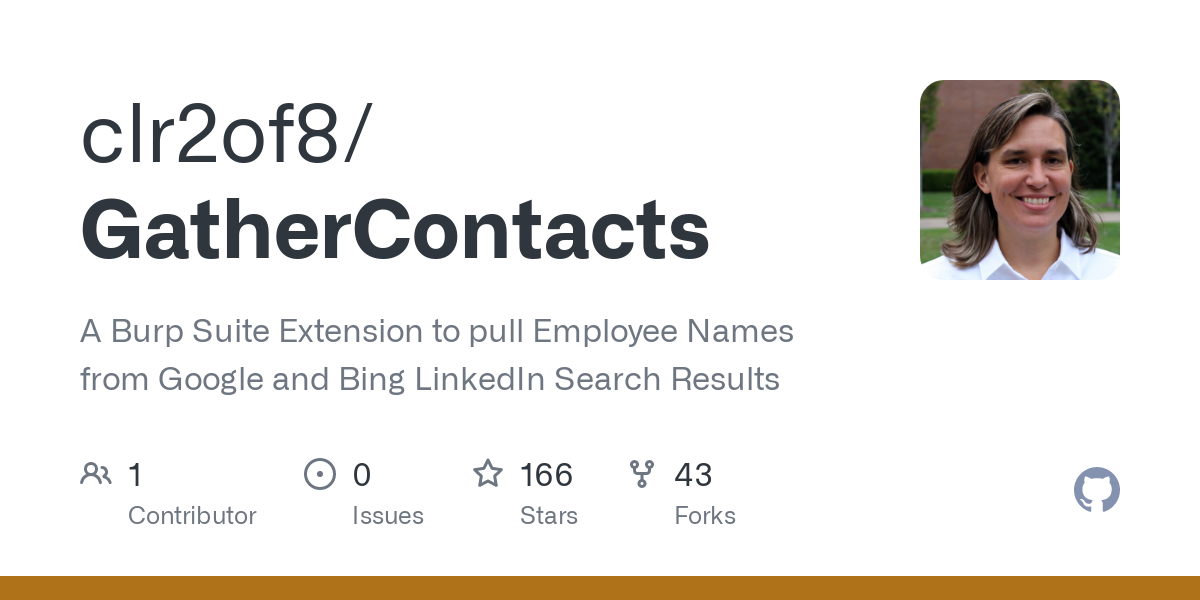 clr2of8/
GatherContacts
A Burp Suite Extension to pull Employee Names
from Google and Bing LinkedIn Search Results
1
Contributor
0
Issues
166
Stars
43
Forks